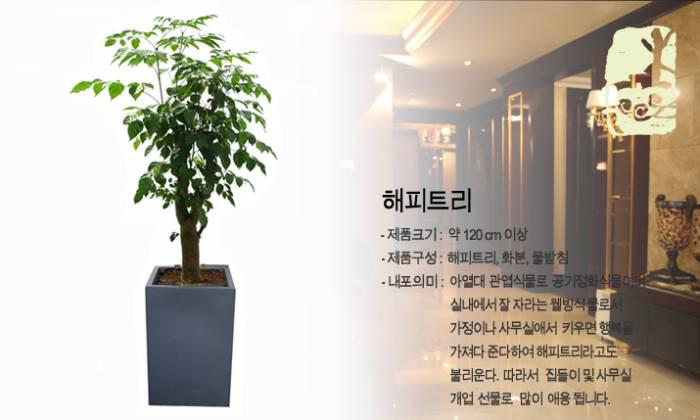 해피트리
- 제품크기 : 약 120 cm 이상
- 제품구성 : 해피트리, 화분, 물받침
- 내포의미 : 아열대 관엽식물로 공기정화식물이며
실내에서 잘 자라는 웰빙식물로서
가정이나 사무실애서 키우면 행복을
가져다 준다하여 해피트리라고도
불리운다. 따라서 집들이 및 사무실
개업 선물로 많이 애용 됩니다.